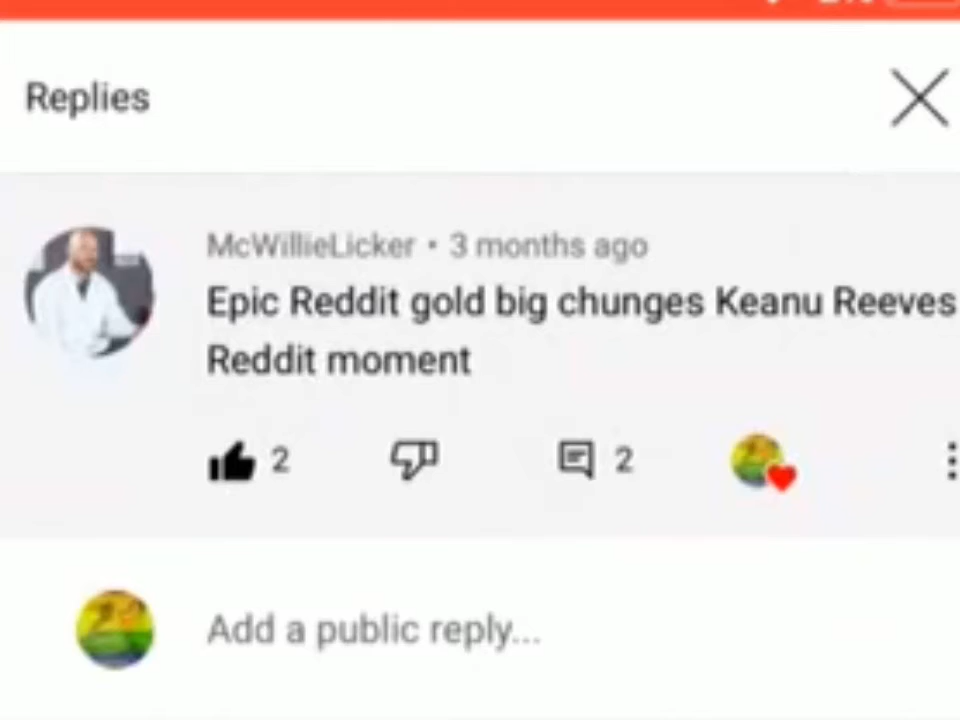 Replies
McWillieLicker • 3 months ago
Epic Reddit gold big chunges Keanu Reeves
Reddit moment
2
2
Add a public reply...